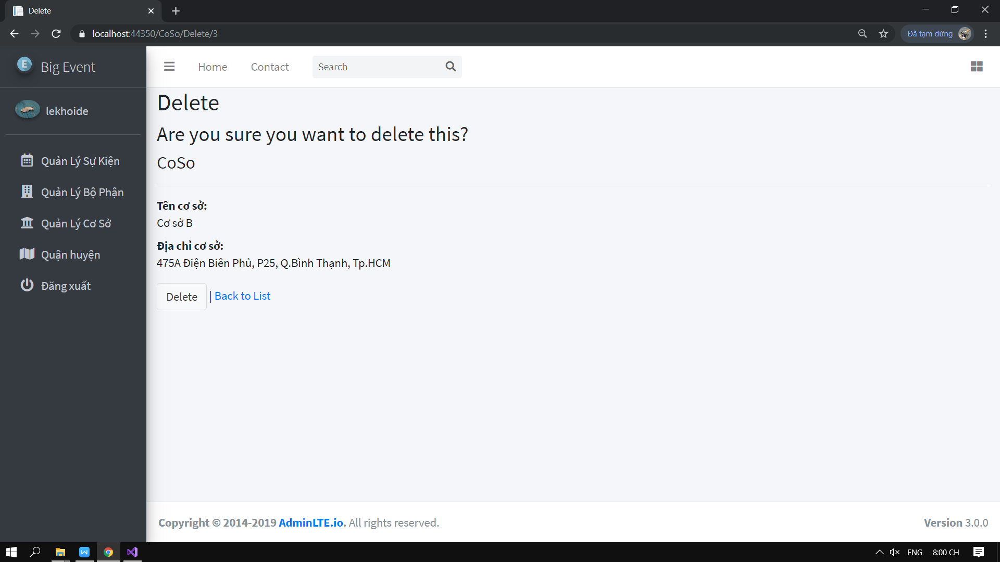 Delete
localhost:44350/CoSo/Delete/3
Đã tạm dừng
E Big Event
Home Contact Search
lekhoide
Quản Lý Sự Kiện
Quản Lý Bộ Phận
Quản Lý Cơ Sở
Quận huyện
Đăng xuất
Delete
Are you sure you want to delete this?
CoSo
Tên cơ sở:
Cơ sở B
Địa chỉ cơ sở:
475A Điện Biên Phủ, P25, Q.Bình Thạnh, Tp.HCM
Delete | Back to List
Copyright © 2014-2019 AdminLTE.io. All rights reserved.
Version 3.0.0
W
ENG 8:00 CH